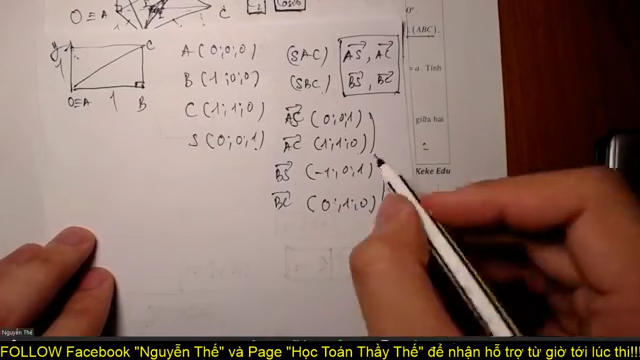 O≡A
C
cosα
y
C
1
O≡A 1 B
A(0;0;0)
B(1;0;0)
C(1;1;0)
S(0;0;1)
(SAC) AS, AC
(SBC) BS, BC
AS (0;0;1)
AC (1;1;0)
BS (-1;0;1)
BC (0;1;0)
(ABC).
= a. Tính
giữa hai
Keke Edu
Nguyễn Thế
FOLLOW Facebook "Nguyễn Thế" và Page "Học Toán Thầy Thế" để nhận hỗ trợ từ giờ tới lúc thi!!